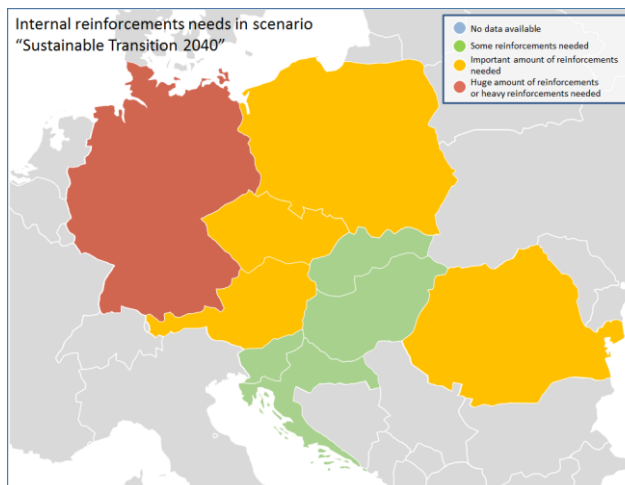 Internal reinforcements needs in scenario
“Sustainable Transition 2040”
No data available
Some reinforcements needed
Important amount of reinforcements
needed
Huge amount of reinforcements
or heavy reinforcements needed